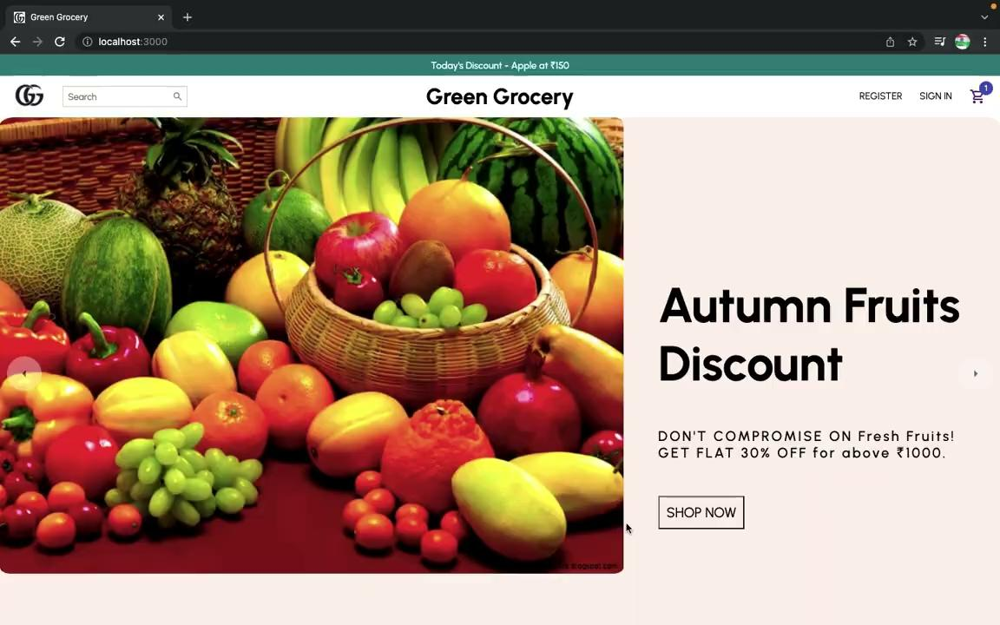 Green Grocery
localhost:3000
Today's Discount - Apple at ₹150
GG
Search
Green Grocery
REGISTER
SIGN IN
1
Autumn Fruits
Discount
DON'T COMPROMISE ON Fresh Fruits!
GET FLAT 30% OFF for above ₹1000.
SHOP NOW